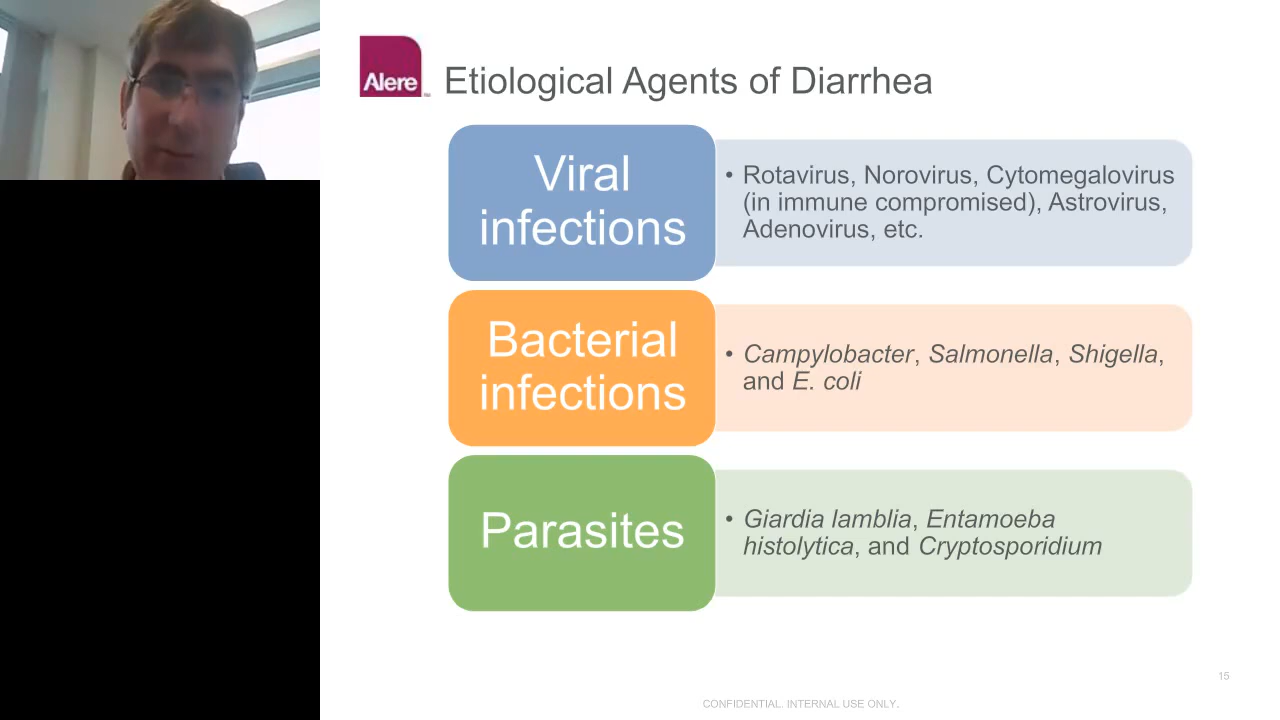 Alere
Etiological Agents of Diarrhea
Viral
infections
• Rotavirus, Norovirus, Cytomegalovirus
(in immune compromised), Astrovirus,
Adenovirus, etc.
Bacterial
infections
• Campylobacter, Salmonella, Shigella,
and E. coli
Parasites
• Giardia lamblia, Entamoeba
histolytica, and Cryptosporidium
15
CONFIDENTIAL. INTERNAL USE ONLY.